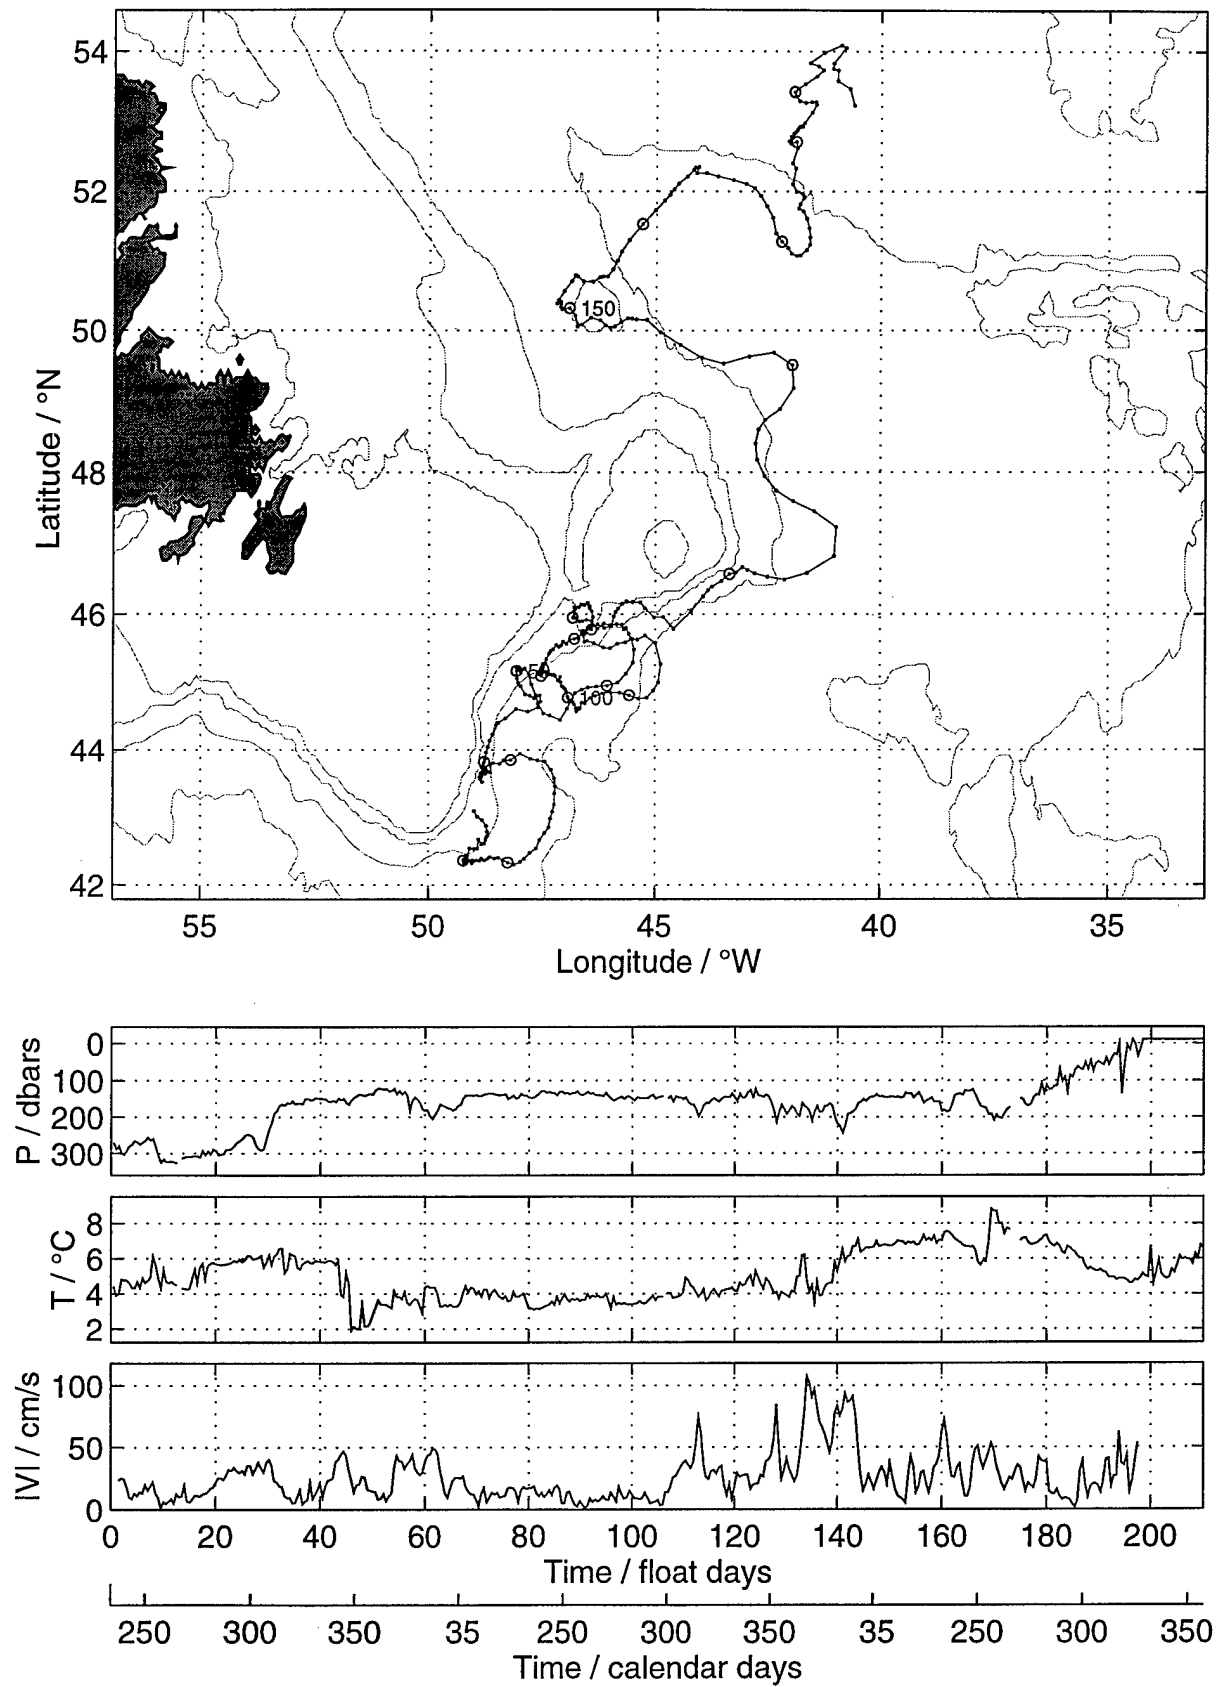 54
52
50
48
46
44
42
Latitude / °N
150
50
100
55 50 45 40 35
Longitude / °W
0
100
200
300
P / dbars
8
6
4
2
T / °C
100
50
0
|V| / cm/s
0 20 40 60 80 100 120 140 160 180 200
Time / float days
250 300 350 35 250 300 350 35 250 300 350
Time / calendar days